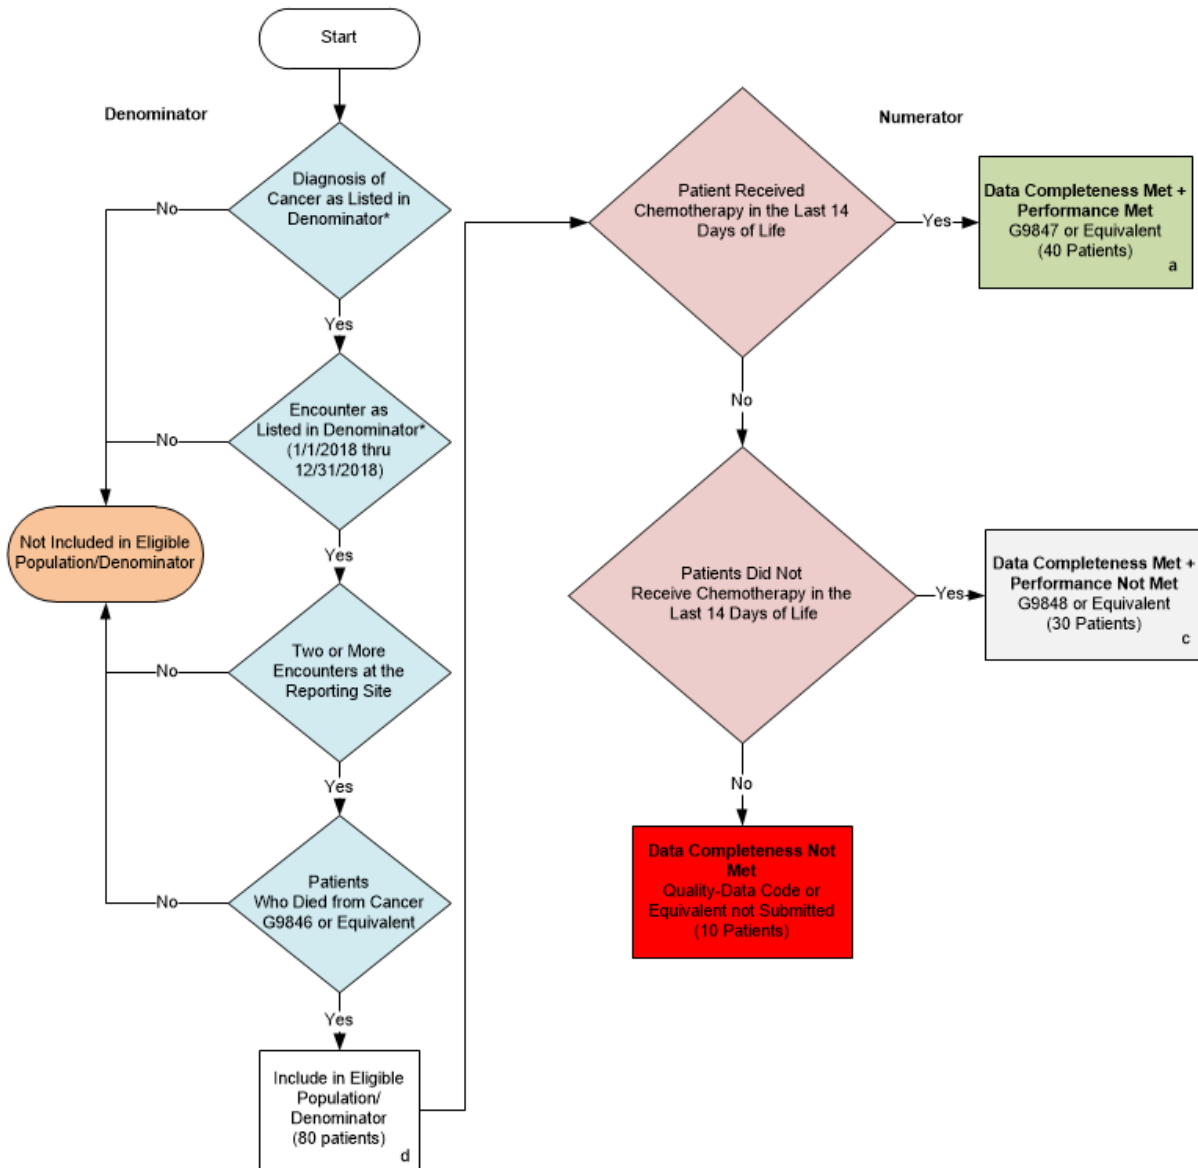 Start
Denominator
Diagnosis of
Cancer as Listed in
Denominator*
No
Yes
Encounter as
Listed in Denominator*
(1/1/2018 thru
12/31/2018)
No
Yes
Not Included in Eligible
Population/Denominator
Two or More
Encounters at the
Reporting Site
No
Yes
Patients
Who Died from Cancer
G9846 or Equivalent
No
Yes
Include in Eligible
Population/
Denominator
(80 patients)
d
Numerator
Patient Received
Chemotherapy in the Last 14
Days of Life
Yes
Data Completeness Met +
Performance Met
G9847 or Equivalent
(40 Patients)
a
No
Patients Did Not
Receive Chemotherapy in the
Last 14 Days of Life
Yes
Data Completeness Met +
Performance Not Met
G9848 or Equivalent
(30 Patients)
c
No
Data Completeness Not
Met
Quality-Data Code or
Equivalent not Submitted
(10 Patients)